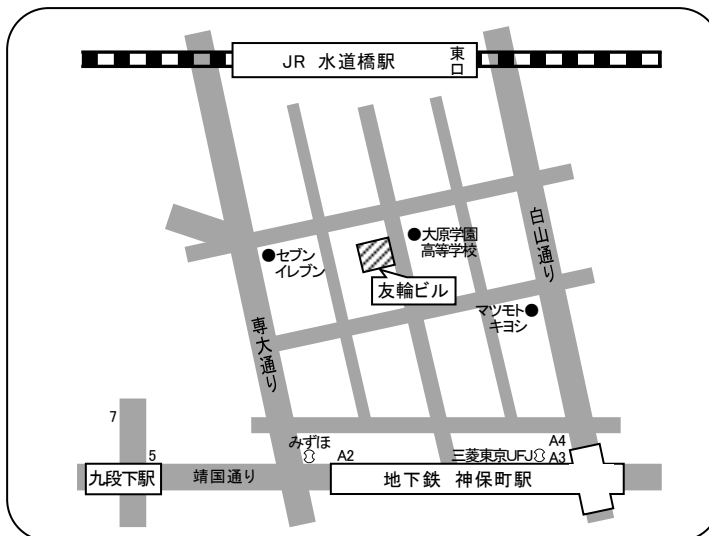 JR 水道橋駅
東口
白山通り
大原学園
高等学校
セブン
イレブン
友輪ビル
マツモト
キヨシ
専大通り
7
みずほ
A4
5
A2
三菱東京UFJ
A3
九段下駅
靖国通り
地下鉄 神保町駅